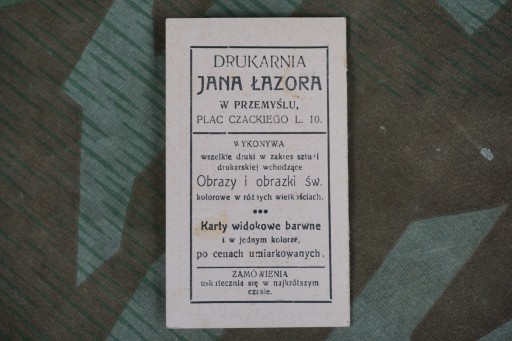 DRUKARNIA
JANA ŁAZORA
W PRZEMYŚLU,
PLAC CZACKIEGO L. 10.
WYKONYWA
wszelkie druki w zakres sztuki
drukarskiej wchodzące.
Obrazy i obrazki św.
kolorowe w różnych wielkościach.
Karty widokowe barwne
i w jednym kolorze,
po cenach umiarkowanych.
ZAMÓWIENIA
uskutecznia się w najkrótszym
czasie.